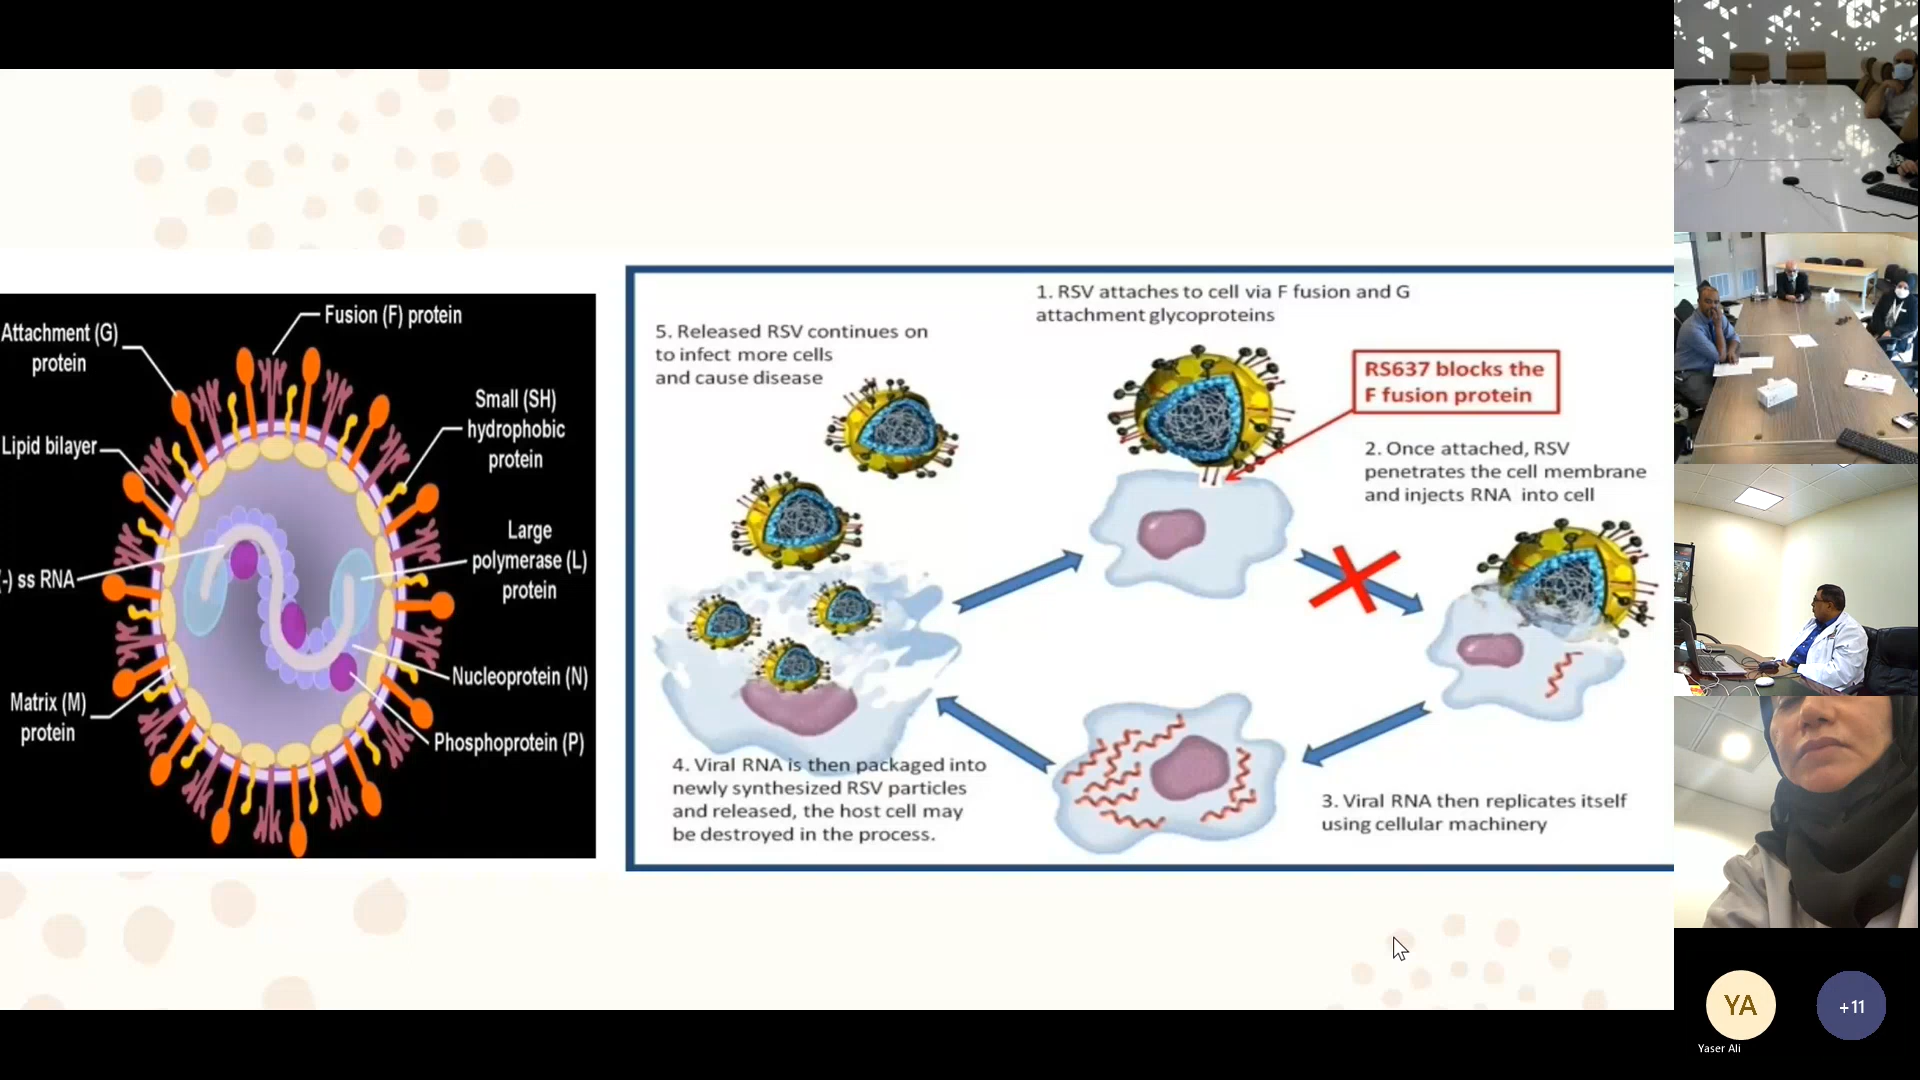 Fusion (F) protein
Attachment (G)
protein
Small (SH)
hydrophobic
protein
Lipid bilayer
Large
polymerase (L)
protein
(-) ss RNA
Nucleoprotein (N)
Matrix (M)
protein
Phosphoprotein (P)
1. RSV attaches to cell via F fusion and G
attachment glycoproteins
5. Released RSV continues on
to infect more cells
and cause disease
RS637 blocks the
F fusion protein
2. Once attached, RSV
penetrates the cell membrane
and injects RNA into cell
4. Viral RNA is then packaged into
newly synthesized RSV particles
and released, the host cell may
be destroyed in the process.
3. Viral RNA then replicates itself
using cellular machinery
YA
+11
Yaser Ali